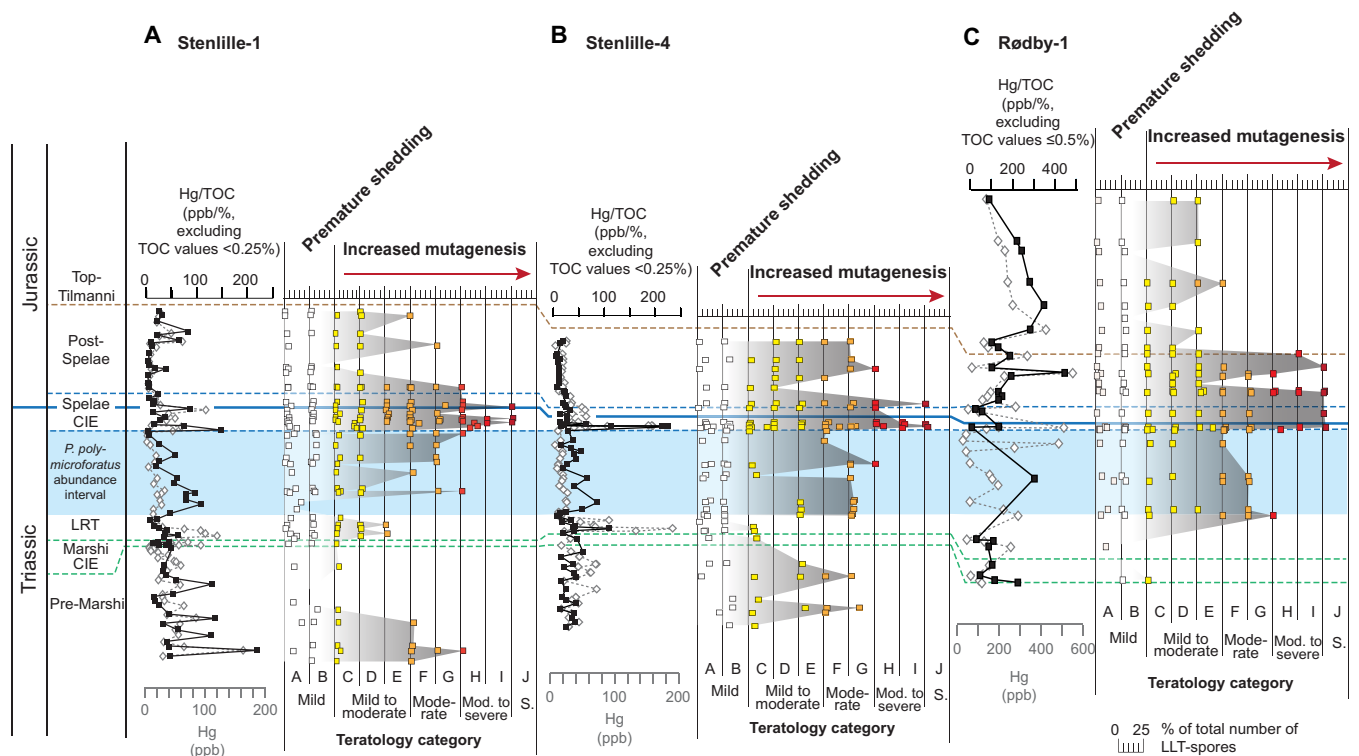 A Stenlille-1
B Stenlille-4
C Rødby-1
Hg/TOC
(ppb/%,
excluding
TOC values <0.25%)
0 100 200
Premature shedding
Increased mutagenesis
Hg/TOC
(ppb/%,
excluding
TOC values <0.25%)
0 100 200
Premature shedding
Increased mutagenesis
Hg/TOC
(ppb/%,
excluding
TOC values ≤0.5%)
0 200 400
Premature shedding
Increased mutagenesis
Jurassic
Triassic
Top-
Tilmanni
Post-
Spelae
Spelae
CIE
P. poly-
microforatus
abundance
interval
LRT
Marshi
CIE
Pre-Marshi
0 100 200
Hg
(ppb)
A B C D E F G H I J
Mild
Mild to
moderate
Mode-
rate
Mod. to
severe
S.
Teratology category
0 100 200
Hg
(ppb)
A B C D E F G H I J
Mild
Mild to
moderate
Mode-
rate
Mod. to
severe
S.
Teratology category
0 200 400 600
Hg
(ppb)
A B C D E F G H I J
Mild
Mild to
moderate
Mode-
rate
Mod. to
severe
S.
Teratology category
0 25 % of total number of
LLT-spores